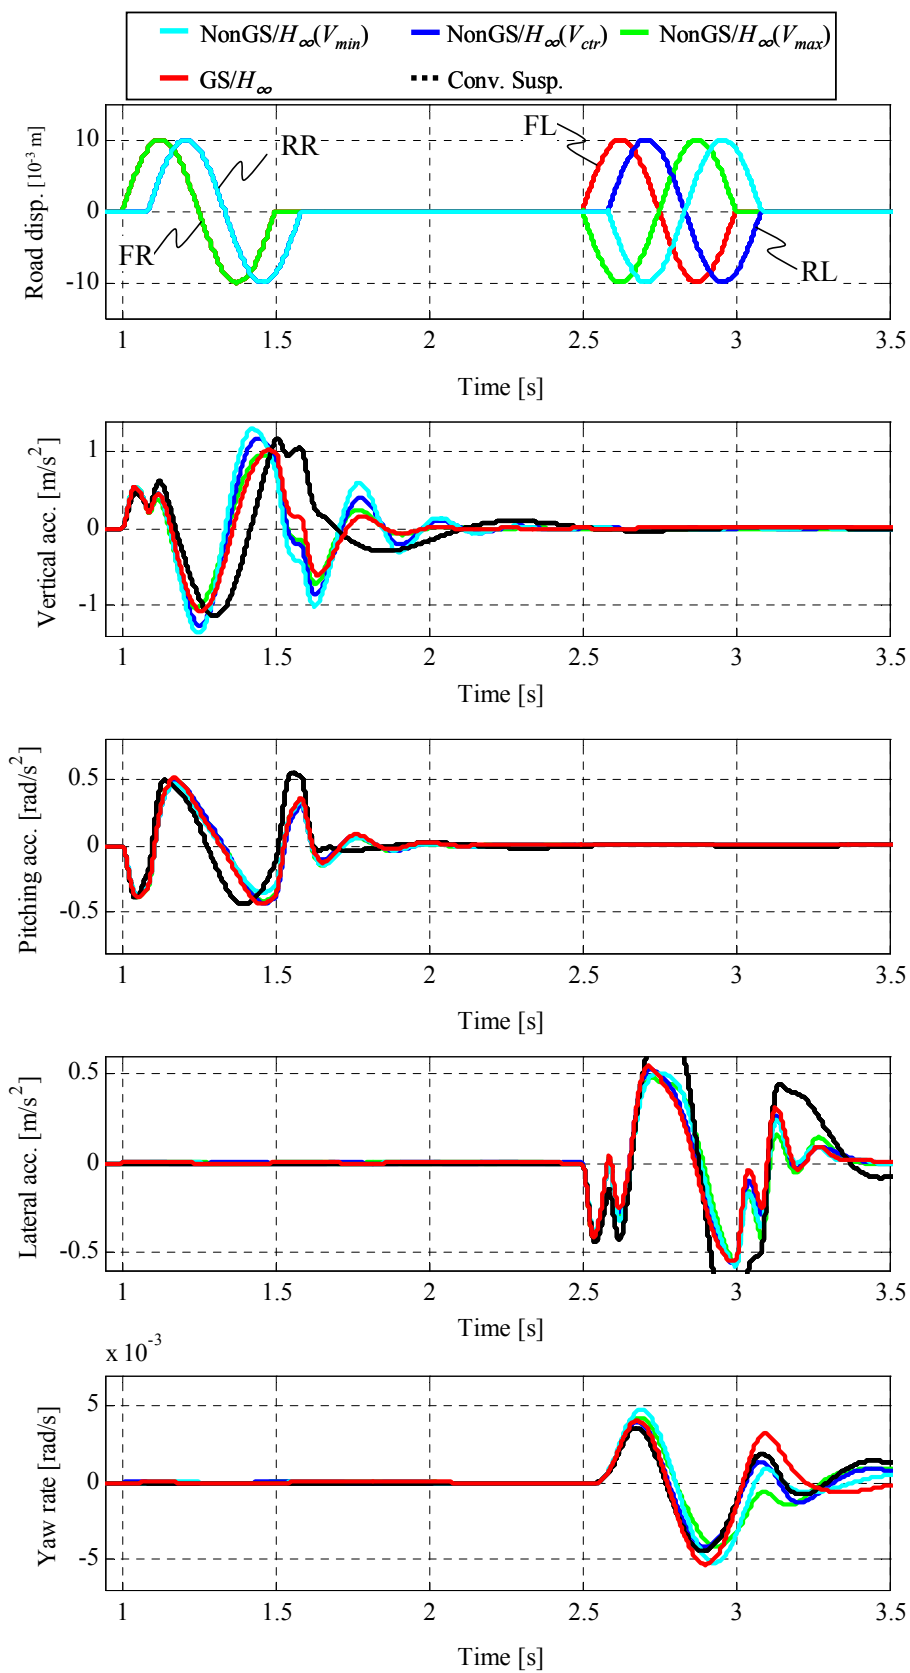 NonGS/H∞(Vmin) NonGS/H∞(Vctr) NonGS/H∞(Vmax)
GS/H∞ Conv. Susp.
Road disp. [10⁻³ m]
10
0
-10
RR
FR
FL
RL
1 1.5 2 2.5 3 3.5
Time [s]
Vertical acc. [m/s²]
1
0
-1
1 1.5 2 2.5 3 3.5
Time [s]
Pitching acc. [rad/s²]
0.5
0
-0.5
1 1.5 2 2.5 3 3.5
Time [s]
Lateral acc. [m/s²]
0.5
0
-0.5
1 1.5 2 2.5 3 3.5
Time [s]
x 10⁻³
Yaw rate [rad/s]
5
0
-5
1 1.5 2 2.5 3 3.5
Time [s]